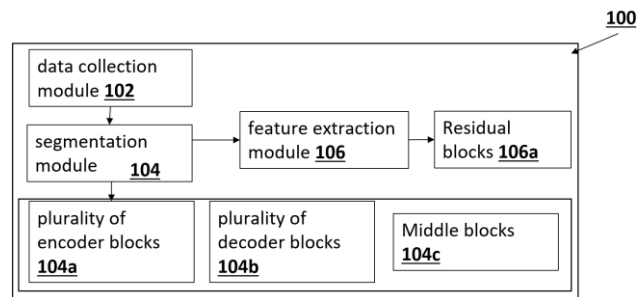 100
data collection
module 102
segmentation
module 104
feature extraction
module 106
Residual
blocks 106a
plurality of
encoder blocks
104a
plurality of
decoder blocks
104b
Middle blocks
104c